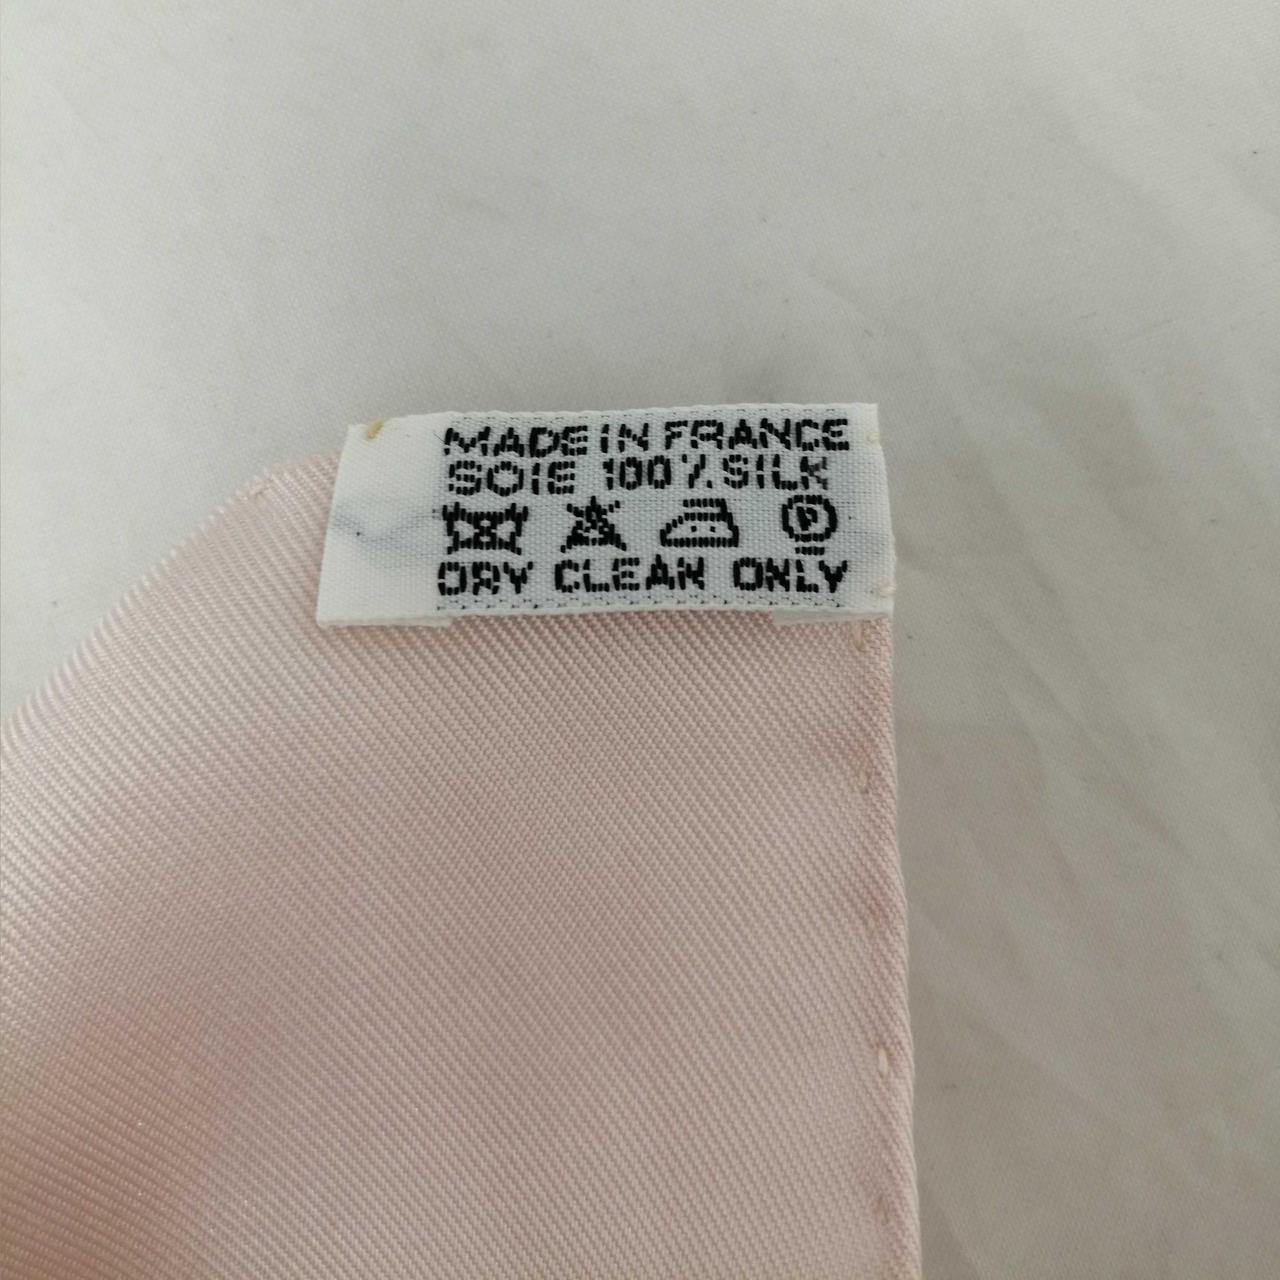 MADE IN FRANCE
SOIE 100% SILK
P
DRY CLEAN ONLY